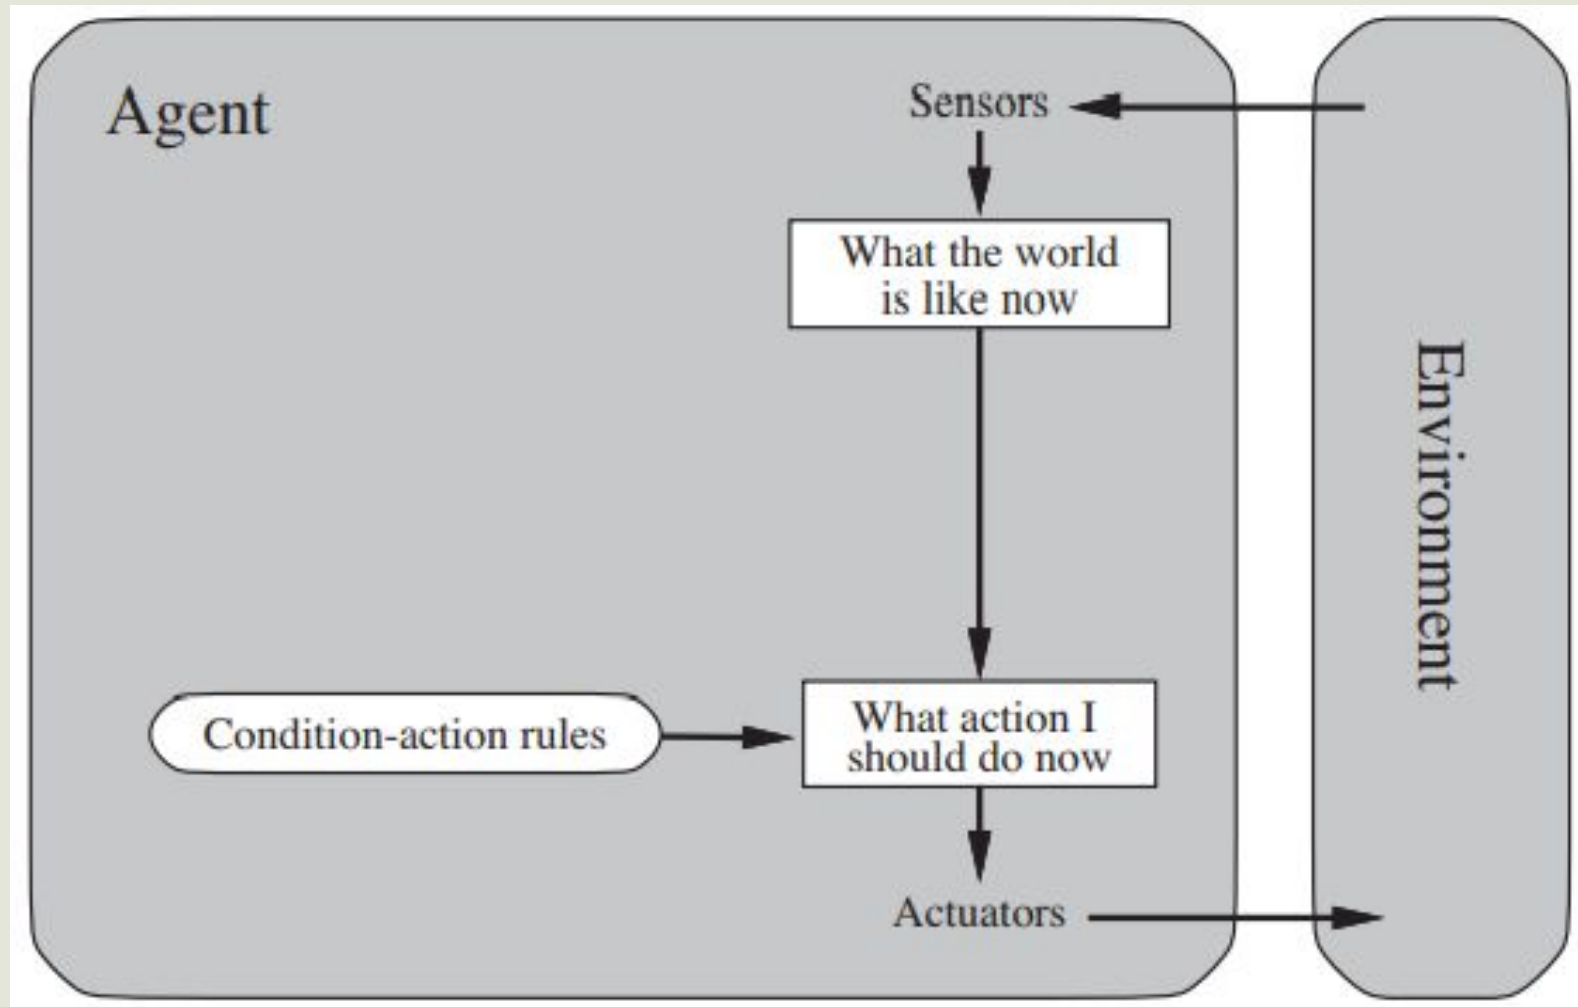 Agent
Sensors
What the world
is like now
Environment
Condition-action rules
What action I
should do now
Actuators